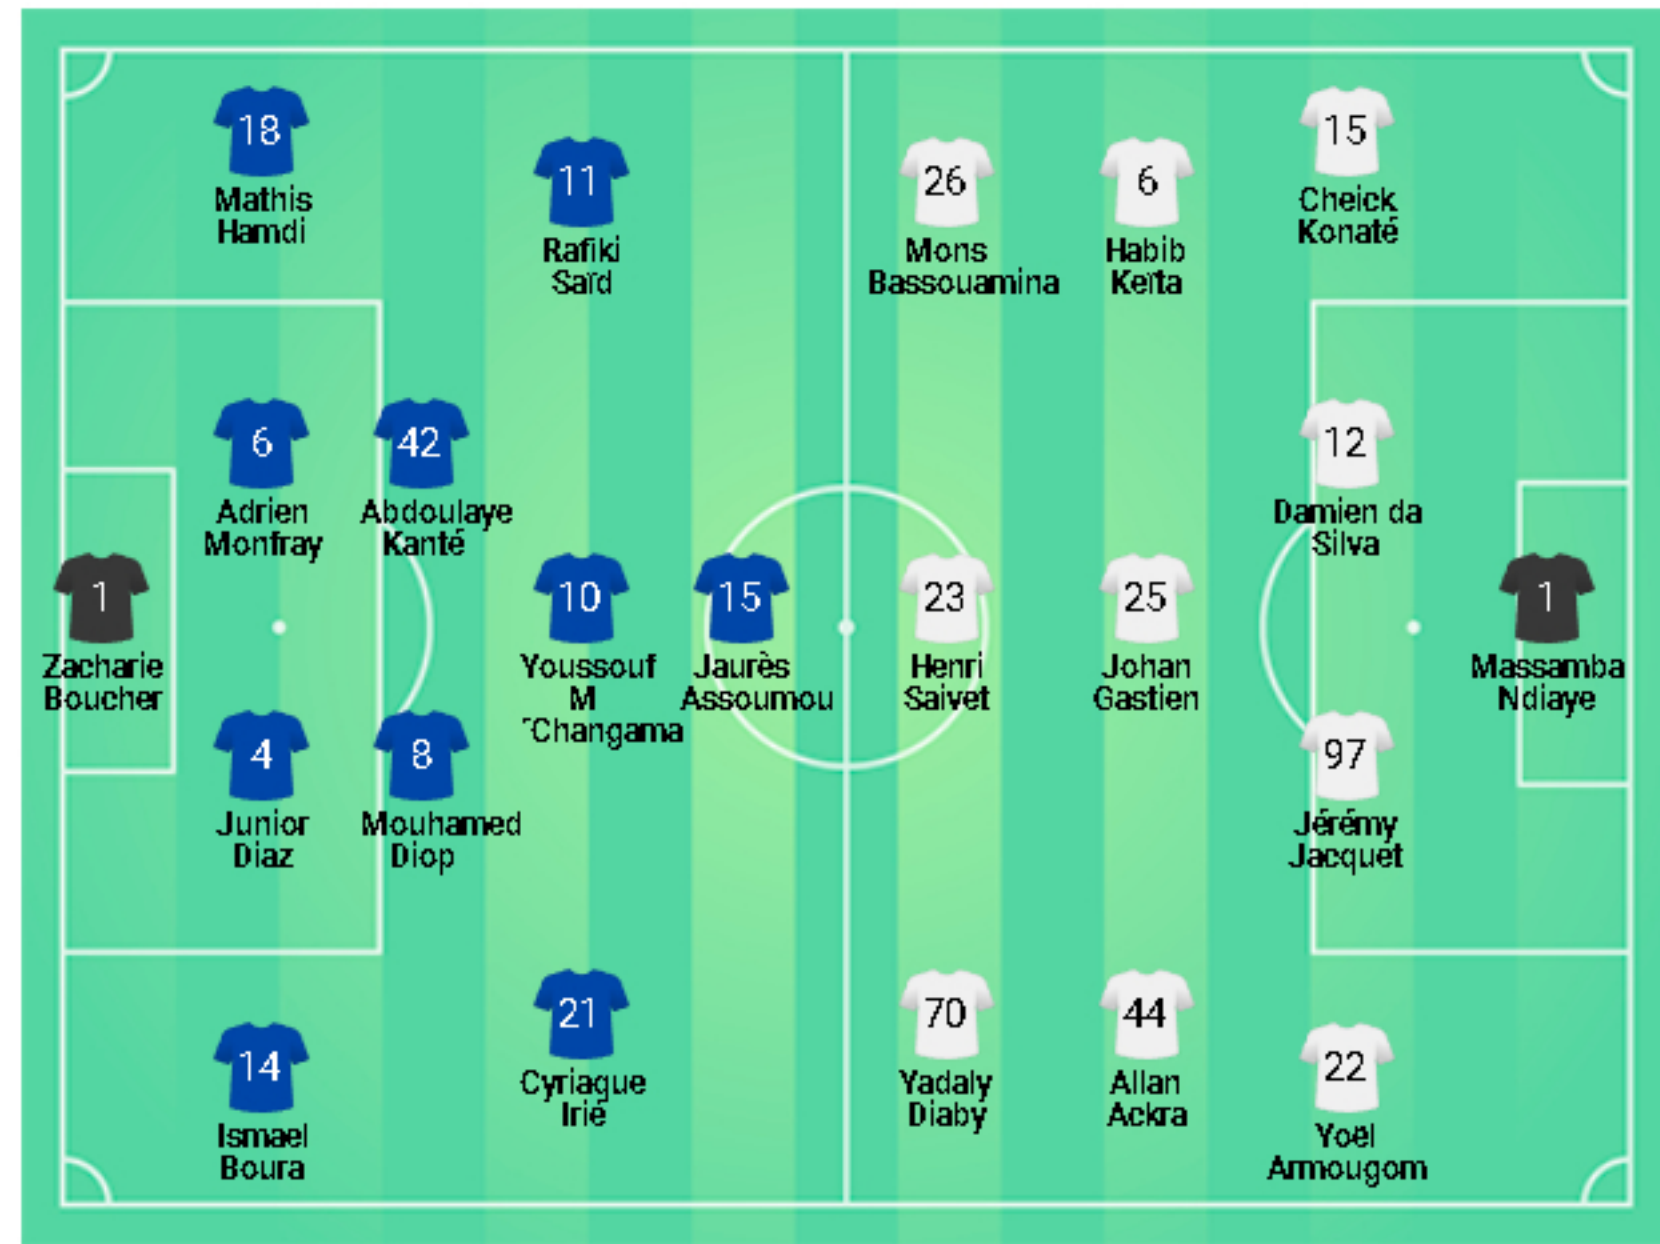 18
Mathis
Hamdi
11
Rafiki
Saïd
26
Mons
Bassouamina
6
Habib
Keïta
15
Cheick
Konaté
6
Adrien
Monfray
42
Abdoulaye
Kanté
12
Damien da
Silva
1
Zacharie
Boucher
10
Youssouf
M
'Changama
15
Jaurès
Assoumou
23
Henri
Saivet
25
Johan
Gastien
1
Massamba
Ndiaye
4
Junior
Diaz
8
Mouhamed
Diop
97
Jérémy
Jacquet
14
Ismael
Boura
21
Cyriaque
Irié
70
Yadaly
Diaby
44
Allan
Ackra
22
Yoël
Armougom